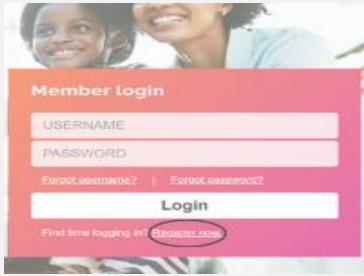 Member login
USERNAME
PASSWORD
Forgot username? | Forgot password?
Login
First time logging in? Register now.